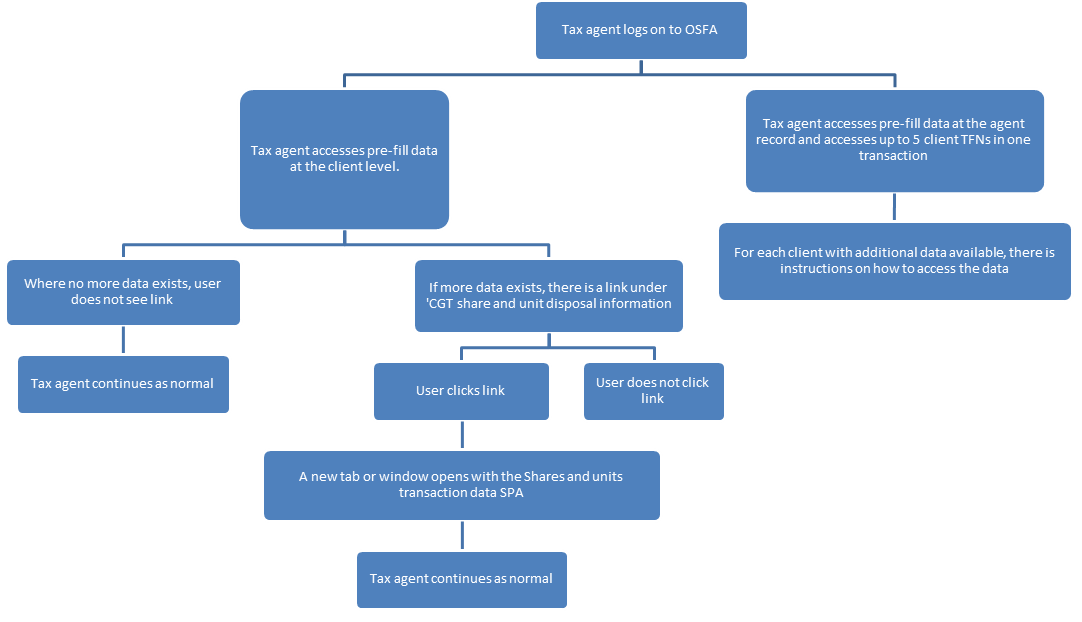 Tax agent logs on to OSFA
Tax agent accesses pre-fill data
at the client level.
Tax agent accesses pre-fill data at the agent
record and accesses up to 5 client TFNs in one
transaction
For each client with additional data available, there is
instructions on how to access the data
Where no more data exists, user
does not see link
If more data exists, there is a link under
'CGT share and unit disposal information
Tax agent continues as normal
User clicks link
User does not click
link
A new tab or window opens with the Shares and units
transaction data SPA
Tax agent continues as normal